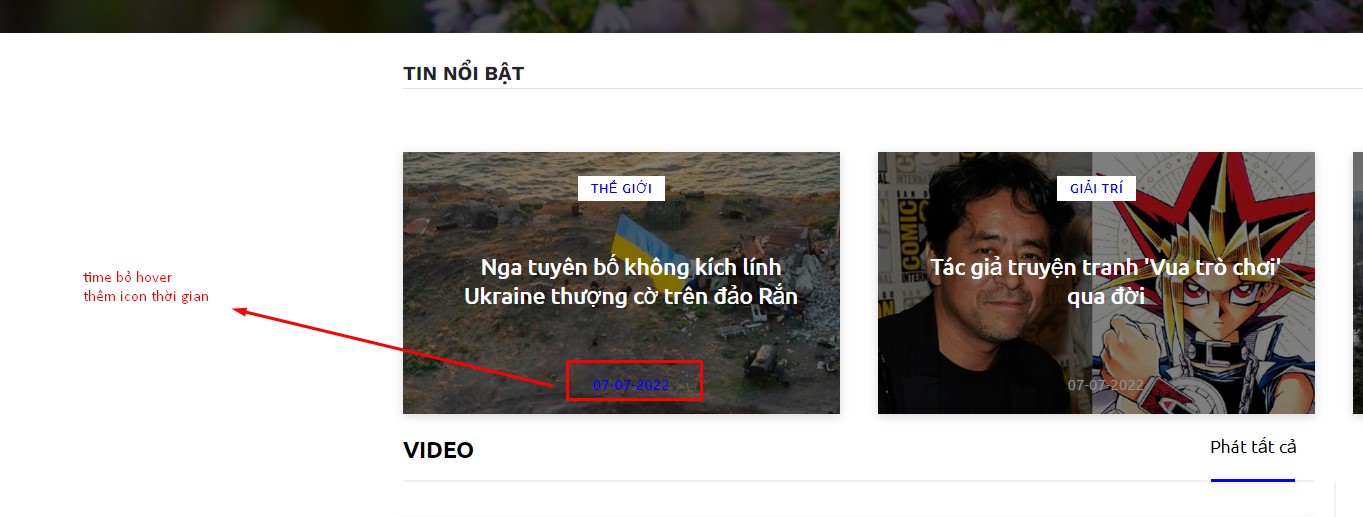 TIN NỔI BẬT
THẾ GIỚI
Nga tuyên bố không kích lính
Ukraine thượng cờ trên đảo Rắn
07-07-2022
GIẢI TRÍ
Tác giả truyện tranh 'Vua trò chơi'
qua đời
07-07-2022
time bỏ hover
thêm icon thời gian
VIDEO
Phát tất cả
COMIC
INTERNATIONAL